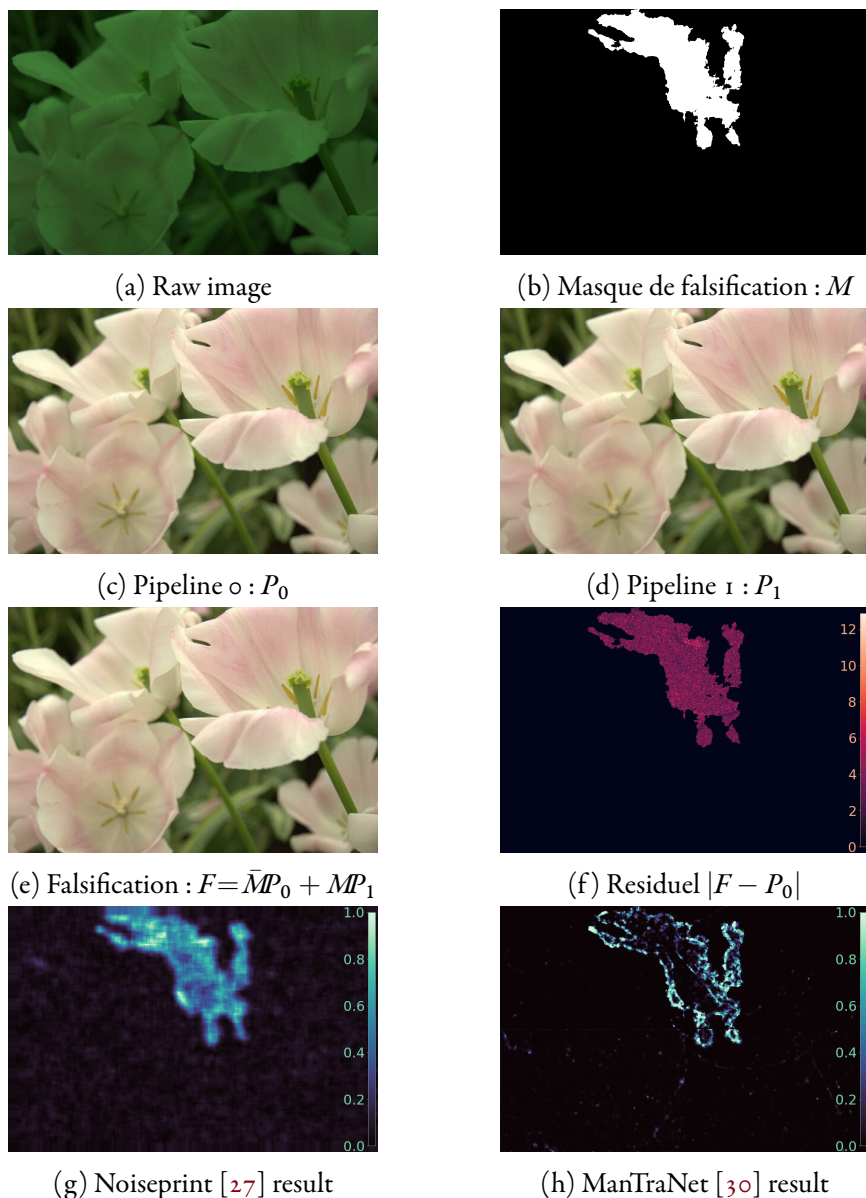 (a) Raw image
(b) Masque de falsification : M
(c) Pipeline 0 : P₀
(d) Pipeline 1 : P₁
12
10
8
6
4
2
0
(e) Falsification : F=M̄P₀ + MP₁
(f) Residuel |F − P₀|
1.0
0.8
0.6
0.4
0.2
0.0
1.0
0.8
0.6
0.4
0.2
0.0
(g) Noiseprint [27] result
(h) ManTraNet [30] result